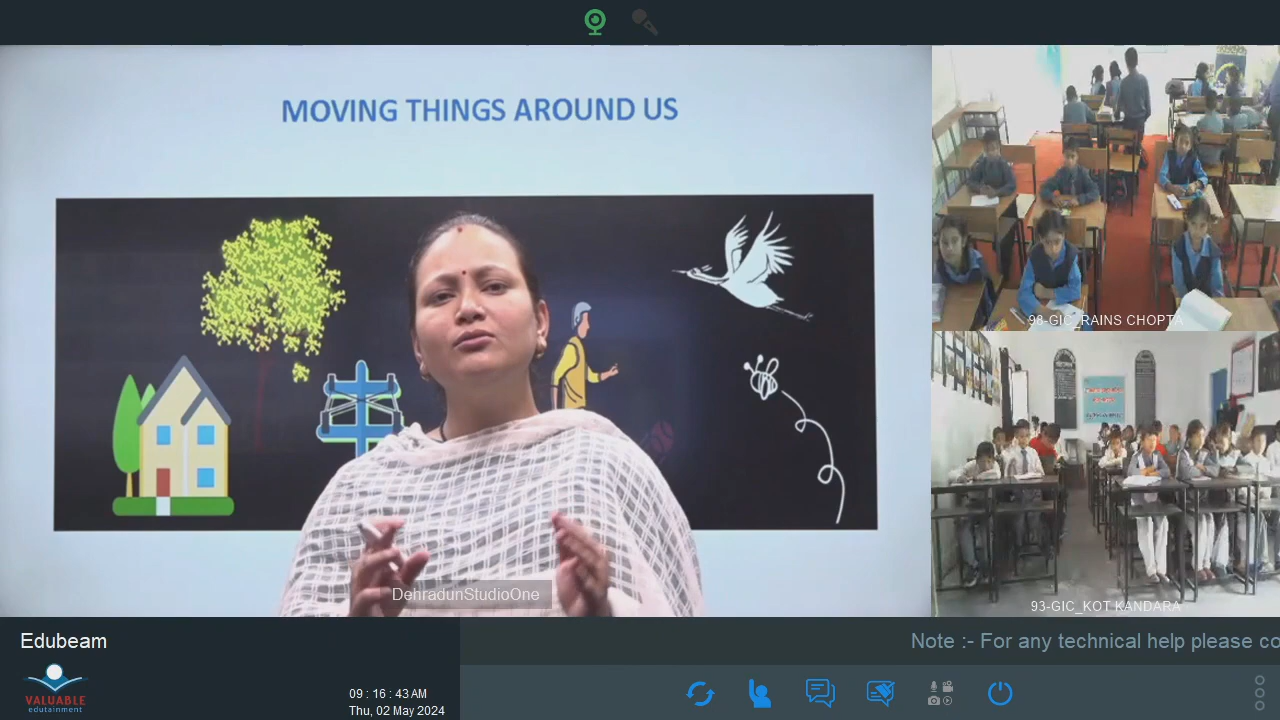 MOVING THINGS AROUND US
DehradunStudioOne
98-GIC_RAINS CHOPTA
93-GIC_KOT KANDARA
Edubeam
Note :- For any technical help please co
VALUABLE
edutainment
09 : 16 : 43 AM
Thu, 02 May 2024